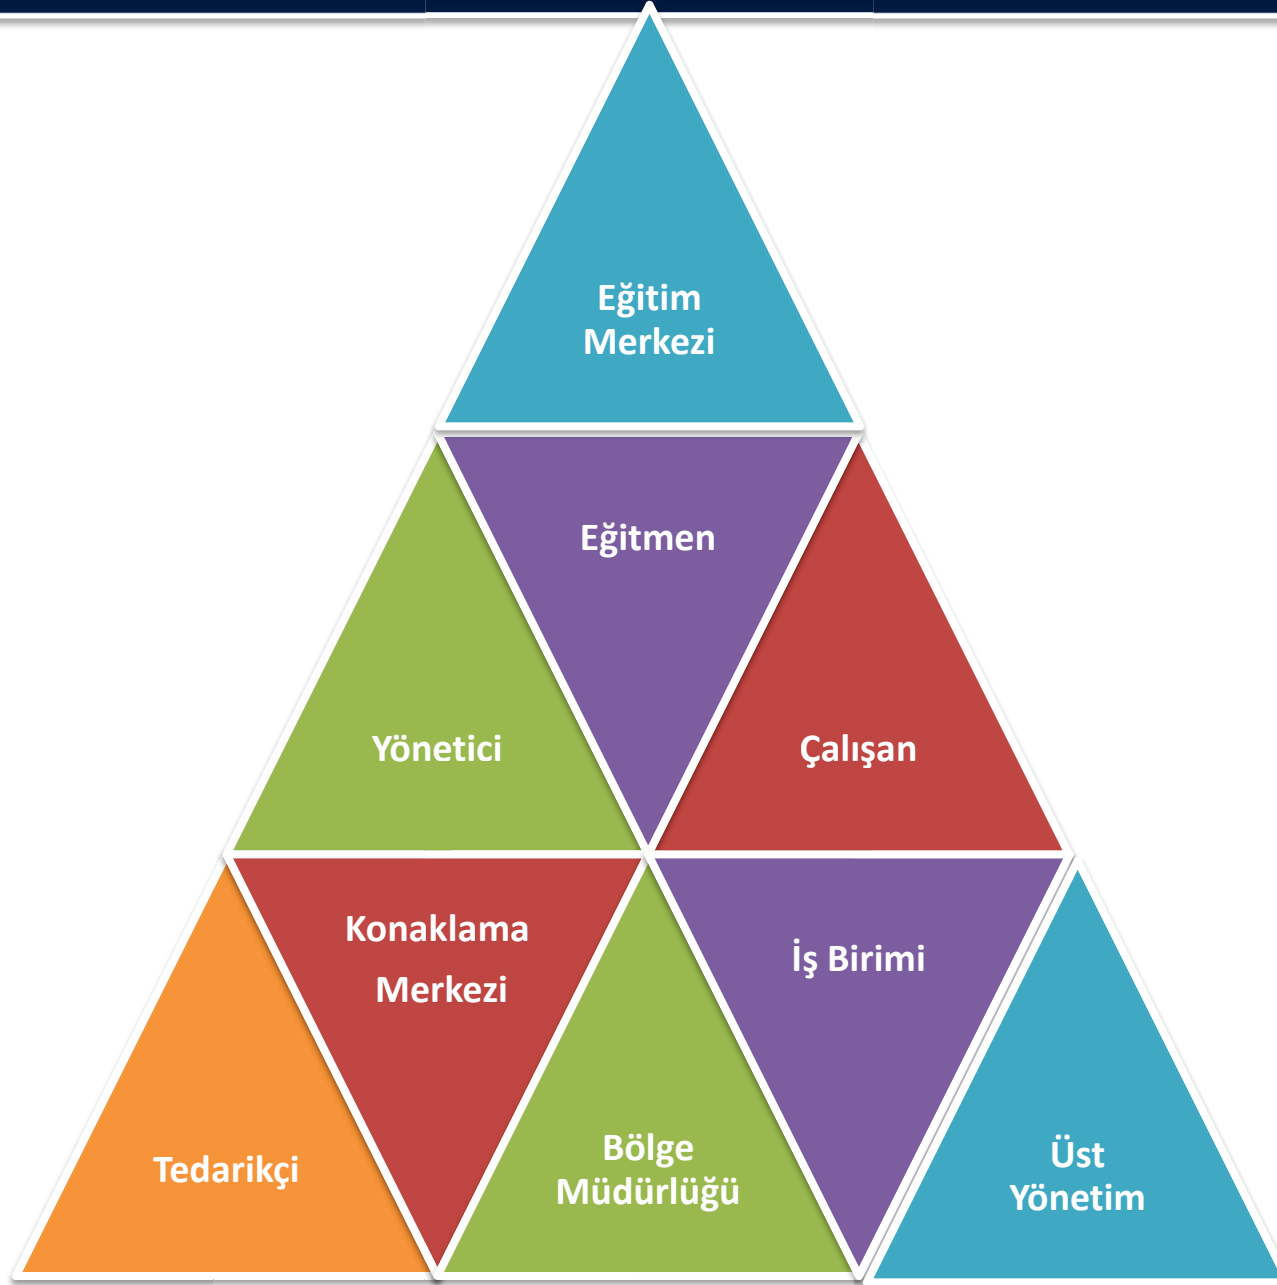 Eğitim
Merkezi
Eğitmen
Yönetici
Çalışan
Konaklama
Merkezi
İş Birimi
Tedarikçi
Bölge
Müdürlüğü
Üst
Yönetim